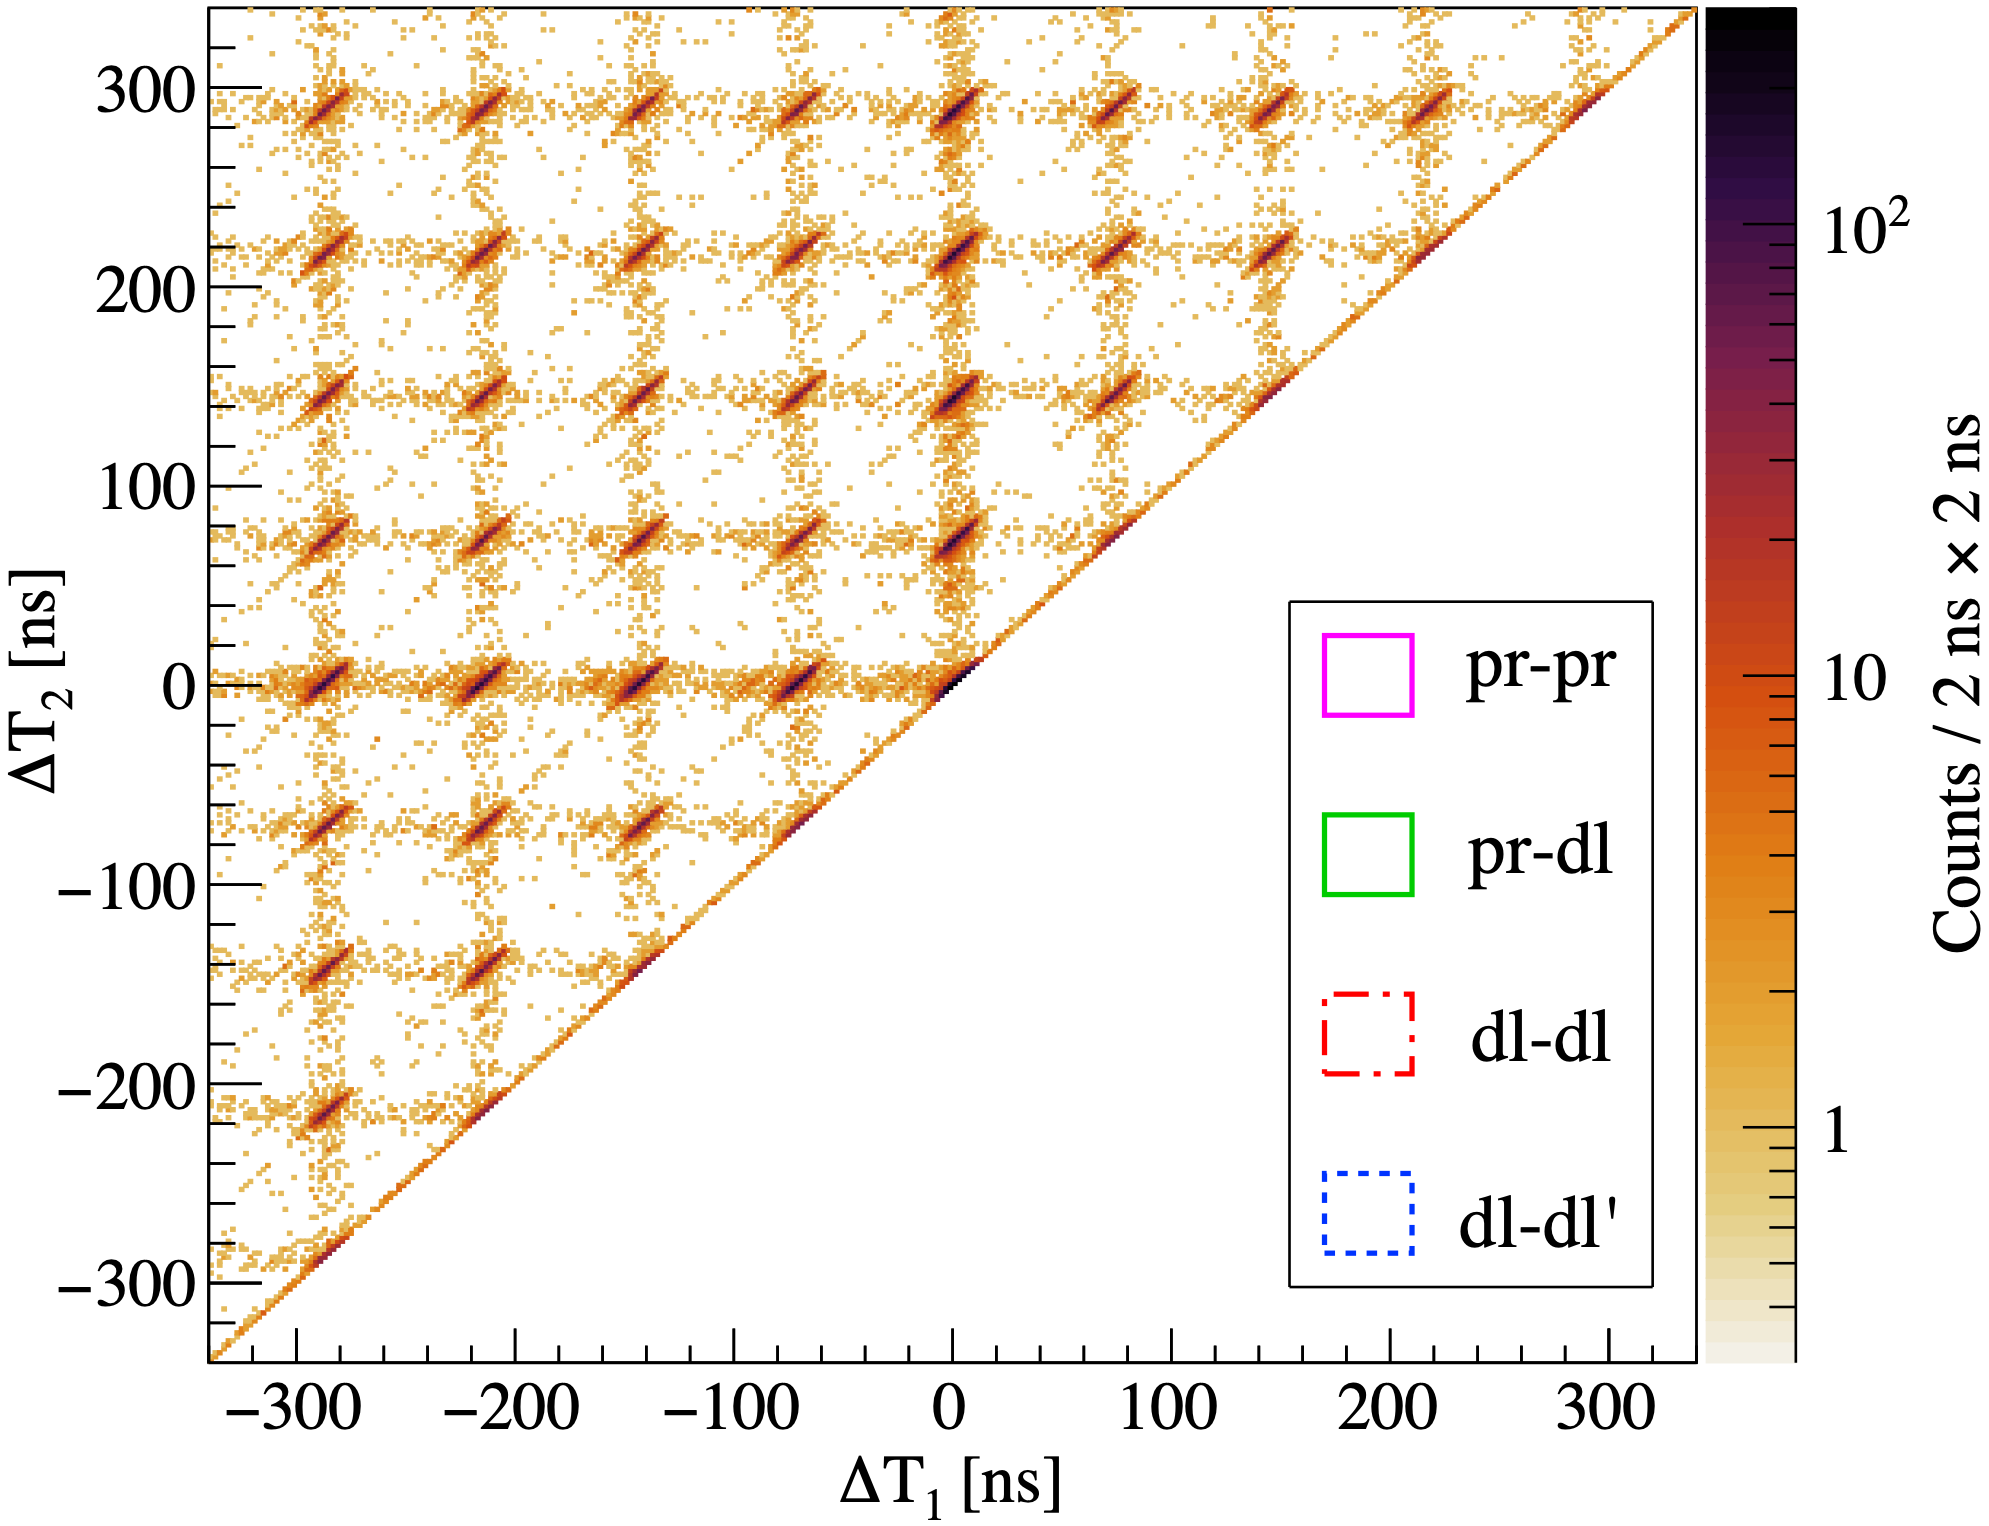 300
200
100
0
−100
−200
−300
ΔT2 [ns]
−300 −200 −100 0 100 200 300
ΔT1 [ns]
pr-pr
pr-dl
dl-dl
dl-dl'
10²
10
1
Counts / 2 ns × 2 ns